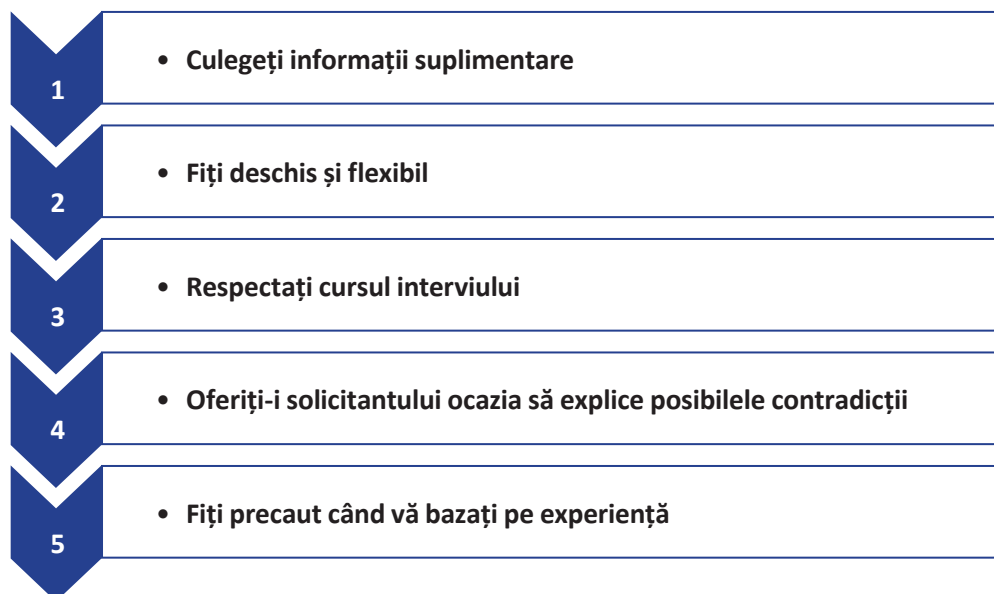 1
• Culegeți informații suplimentare
2
• Fiți deschis și flexibil
3
• Respectați cursul interviului
4
• Oferiți-i solicitantului ocazia să explice posibilele contradicții
5
• Fiți precaut când vă bazați pe experiență